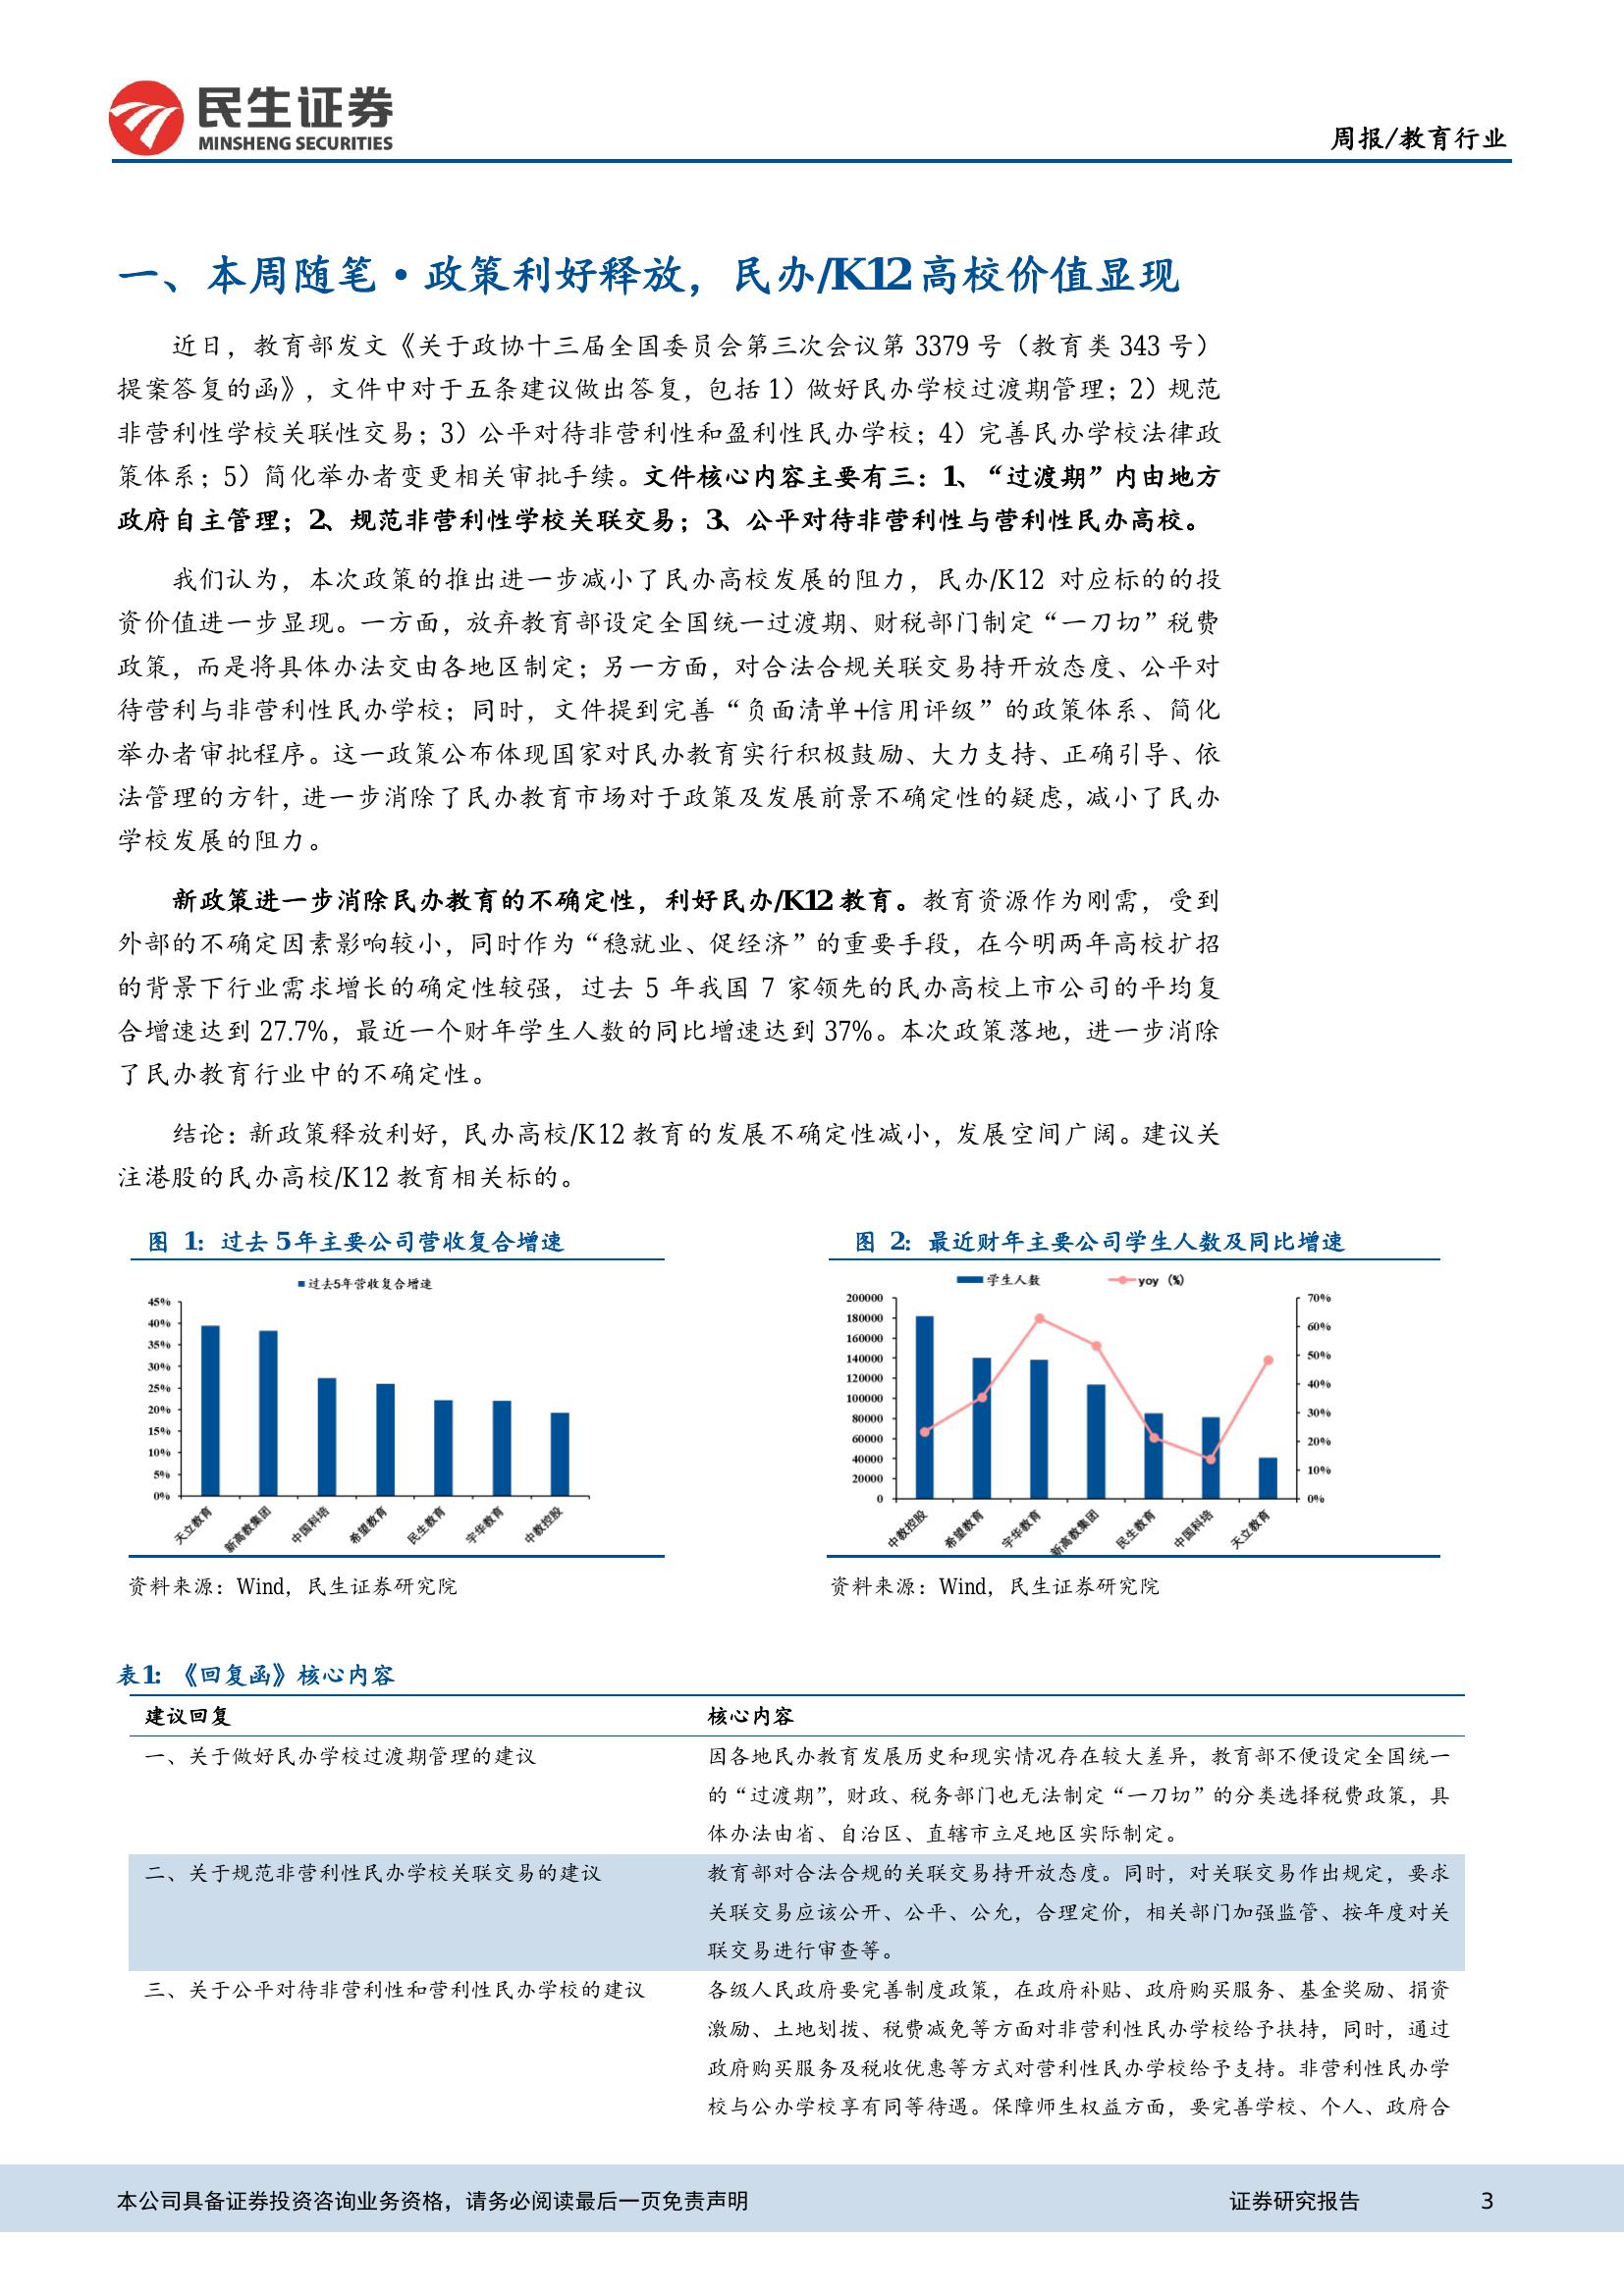 民生证券
MINSHENG SECURITIES
周报/教育行业
一、本周随笔·政策利好释放，民办/K12高校价值显现
近日，教育部发文《关于政协十三届全国委员会第三次会议第 3379 号（教育类 343 号）
提案答复的函》，文件中对于五条建议做出答复，包括 1）做好民办学校过渡期管理；2）规范
非营利性学校关联性交易；3）公平对待非营利性和盈利性民办学校；4）完善民办学校法律政
策体系；5）简化举办者变更相关审批手续。文件核心内容主要有三：1、“过渡期”内由地方
政府自主管理；2、规范非营利性学校关联交易；3、公平对待非营利性与营利性民办高校。
我们认为，本次政策的推出进一步减小了民办高校发展的阻力，民办/K12 对应标的的投
资价值进一步显现。一方面，放弃教育部设定全国统一过渡期、财税部门制定“一刀切”税费
政策，而是将具体办法交由各地区制定；另一方面，对合法合规关联交易持开放态度、公平对
待营利与非营利性民办学校；同时，文件提到完善“负面清单+信用评级”的政策体系、简化
举办者审批程序。这一政策公布体现国家对民办教育实行积极鼓励、大力支持、正确引导、依
法管理的方针，进一步消除了民办教育市场对于政策及发展前景不确定性的疑虑，减小了民办
学校发展的阻力。
新政策进一步消除民办教育的不确定性，利好民办/K12 教育。教育资源作为刚需，受到
外部的不确定因素影响较小，同时作为“稳就业、促经济”的重要手段，在今明两年高校扩招
的背景下行业需求增长的确定性较强，过去 5 年我国 7 家领先的民办高校上市公司的平均复
合增速达到 27.7%，最近一个财年学生人数的同比增速达到 37%。本次政策落地，进一步消除
了民办教育行业中的不确定性。
结论：新政策释放利好，民办高校/K12 教育的发展不确定性减小，发展空间广阔。建议关
注港股的民办高校/K12 教育相关标的。
图 1：过去 5 年主要公司营收复合增速
过去5年营收复合增速
45%
40%
35%
30%
25%
20%
15%
10%
5%
0%
天立教育
新高教集团
中国科培
希望教育
民生教育
宇华教育
中教控股
资料来源：Wind，民生证券研究院
图 2：最近财年主要公司学生人数及同比增速
学生人数
yoy（%）
200000
180000
160000
140000
120000
100000
80000
60000
40000
20000
0
70%
60%
50%
40%
30%
20%
10%
0%
中教控股
希望教育
宇华教育
新高教集团
民生教育
中国科培
天立教育
资料来源：Wind，民生证券研究院
表1：《回复函》核心内容
建议回复 核心内容
一、关于做好民办学校过渡期管理的建议
因各地民办教育发展历史和现实情况存在较大差异，教育部不便设定全国统一
的“过渡期”，财政、税务部门也无法制定“一刀切”的分类选择税费政策，具
体办法由省、自治区、直辖市立足地区实际制定。
二、关于规范非营利性民办学校关联交易的建议
教育部对合法合规的关联交易持开放态度。同时，对关联交易作出规定，要求
关联交易应该公开、公平、公允，合理定价，相关部门加强监管、按年度对关
联交易进行审查等。
三、关于公平对待非营利性和营利性民办学校的建议
各级人民政府要完善制度政策，在政府补贴、政府购买服务、基金奖励、捐资
激励、土地划拨、税费减免等方面对非营利性民办学校给予扶持，同时，通过
政府购买服务及税收优惠等方式对营利性民办学校给予支持。非营利性民办学
校与公办学校享有同等待遇。保障师生权益方面，要完善学校、个人、政府合
本公司具备证券投资咨询业务资格，请务必阅读最后一页免责声明
证券研究报告
3